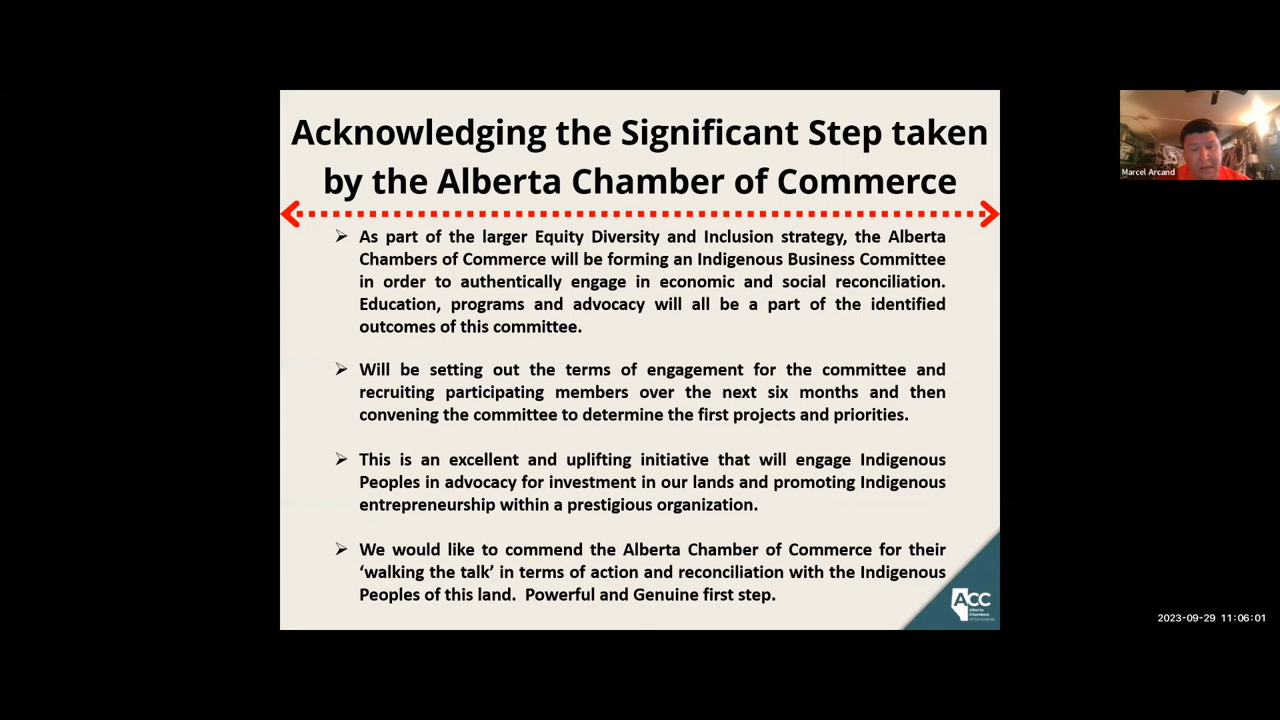 Acknowledging the Significant Step taken
by the Alberta Chamber of Commerce
As part of the larger Equity Diversity and Inclusion strategy, the Alberta
Chambers of Commerce will be forming an Indigenous Business Committee
in order to authentically engage in economic and social reconciliation.
Education, programs and advocacy will all be a part of the identified
outcomes of this committee.
Will be setting out the terms of engagement for the committee and
recruiting participating members over the next six months and then
convening the committee to determine the first projects and priorities.
This is an excellent and uplifting initiative that will engage Indigenous
Peoples in advocacy for investment in our lands and promoting Indigenous
entrepreneurship within a prestigious organization.
We would like to commend the Alberta Chamber of Commerce for their
‘walking the talk’ in terms of action and reconciliation with the Indigenous
Peoples of this land.  Powerful and Genuine first step.
ACC
Alberta
Chambers
of Commerce
Marcel Arcand
2023-09-29 11:06:01